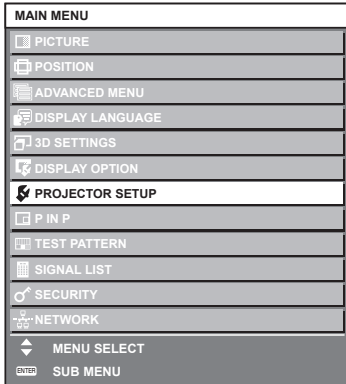 MAIN MENU
PICTURE
POSITION
ADVANCED MENU
DISPLAY LANGUAGE
3D SETTINGS
DISPLAY OPTION
PROJECTOR SETUP
P IN P
TEST PATTERN
SIGNAL LIST
SECURITY
NETWORK
MENU SELECT
ENTER SUB MENU